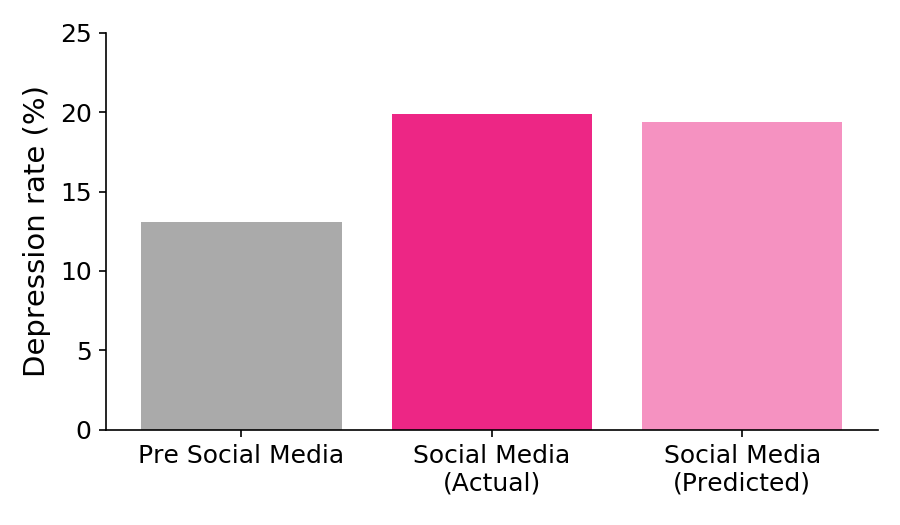 Depression rate (%)
25
20
15
10
5
0
Pre Social Media
Social Media
(Actual)
Social Media
(Predicted)